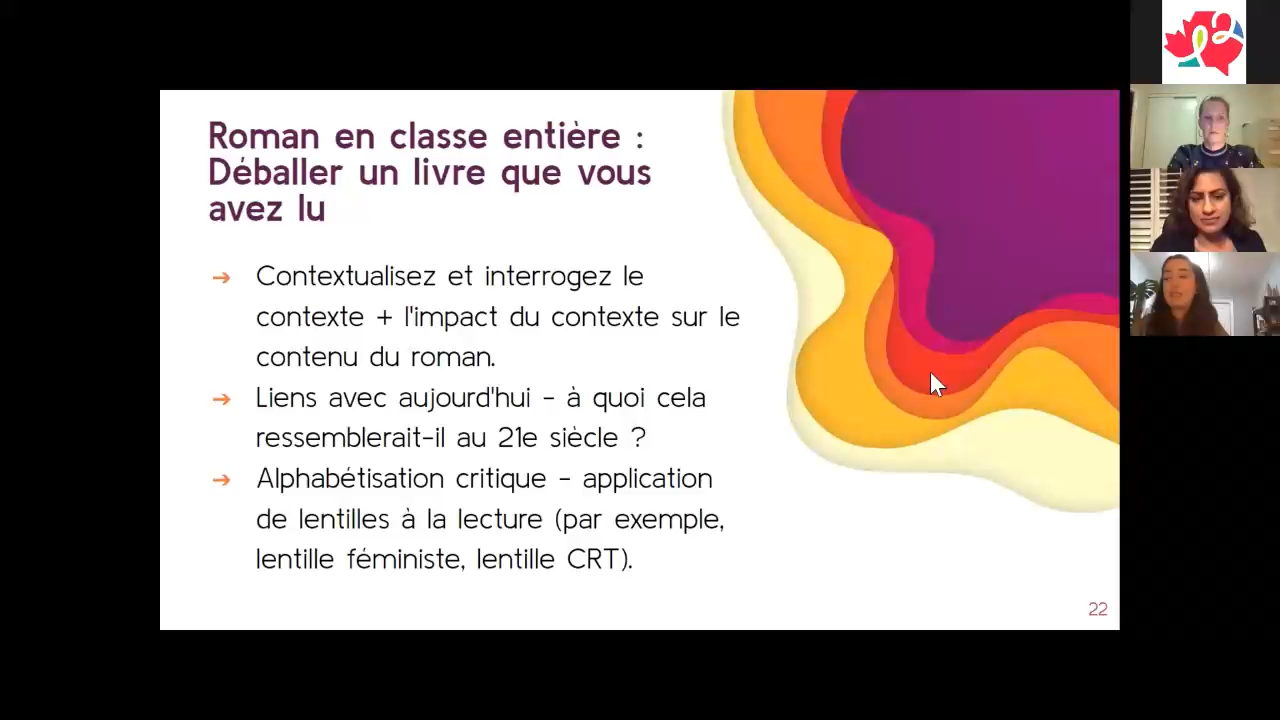 Roman en classe entière :
Déballer un livre que vous
avez lu
➔ Contextualisez et interrogez le
contexte + l'impact du contexte sur le
contenu du roman.
➔ Liens avec aujourd'hui - à quoi cela
ressemblerait-il au 21e siècle ?
➔ Alphabétisation critique - application
de lentilles à la lecture (par exemple,
lentille féministe, lentille CRT).
22